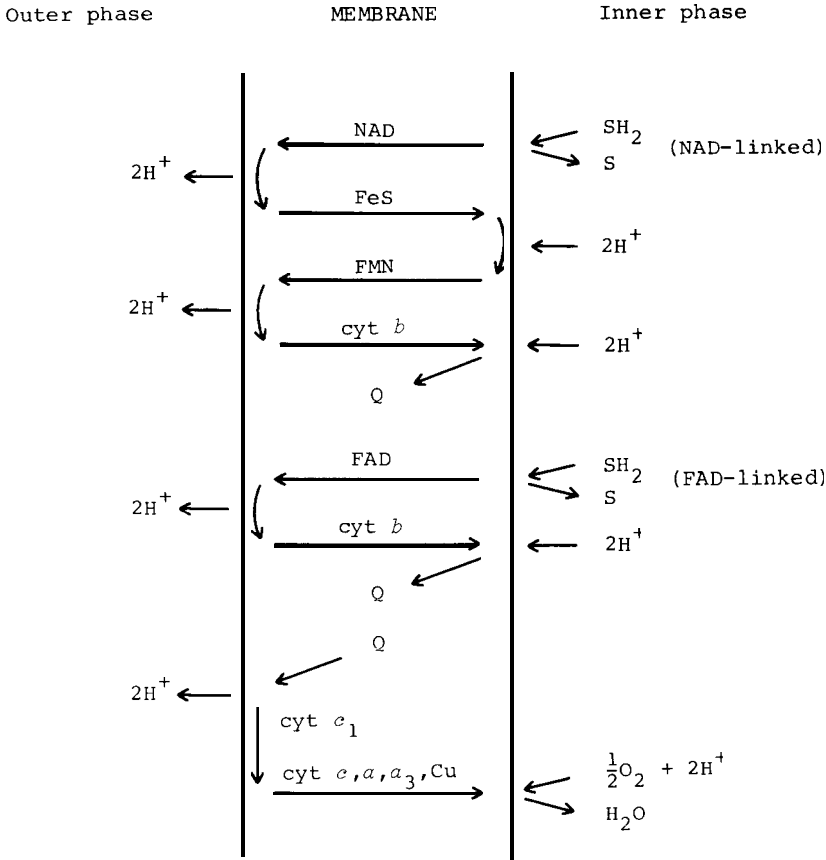 Outer phase MEMBRANE Inner phase
NAD
SH₂ (NAD-linked)
S
2H⁺
FeS
2H⁺
FMN
2H⁺
cyt b
2H⁺
Q
FAD
SH₂ (FAD-linked)
S
2H⁺
cyt b
2H⁺
Q
Q
2H⁺
cyt c₁
cyt c,a,a₃,Cu
½O₂ + 2H⁺
H₂O